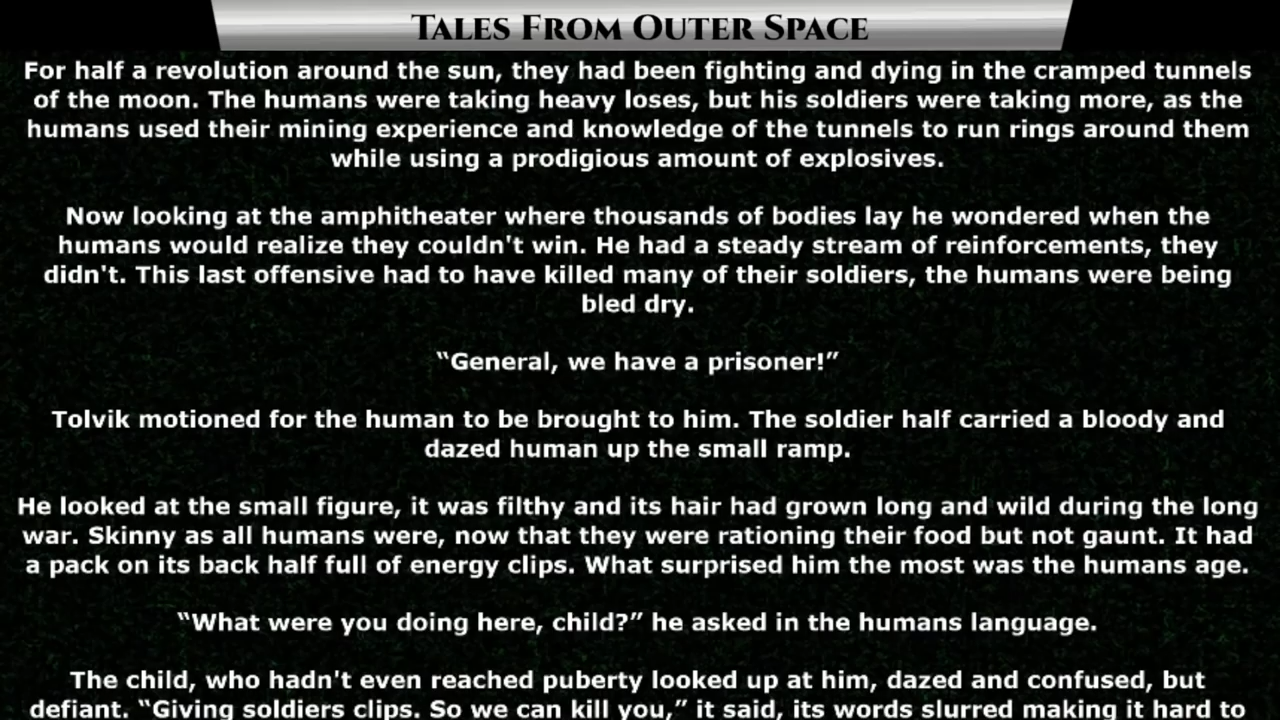 Tales From Outer Space
For half a revolution around the sun, they had been fighting and dying in the cramped tunnels
of the moon. The humans were taking heavy loses, but his soldiers were taking more, as the
humans used their mining experience and knowledge of the tunnels to run rings around them
while using a prodigious amount of explosives.
Now looking at the amphitheater where thousands of bodies lay he wondered when the
humans would realize they couldn't win. He had a steady stream of reinforcements, they
didn't. This last offensive had to have killed many of their soldiers, the humans were being
bled dry.
“General, we have a prisoner!”
Tolvik motioned for the human to be brought to him. The soldier half carried a bloody and
dazed human up the small ramp.
He looked at the small figure, it was filthy and its hair had grown long and wild during the long
war. Skinny as all humans were, now that they were rationing their food but not gaunt. It had
a pack on its back half full of energy clips. What surprised him the most was the humans age.
“What were you doing here, child?” he asked in the humans language.
The child, who hadn't even reached puberty looked up at him, dazed and confused, but
defiant. “Giving soldiers clips. So we can kill you,” it said, its words slurred making it hard to